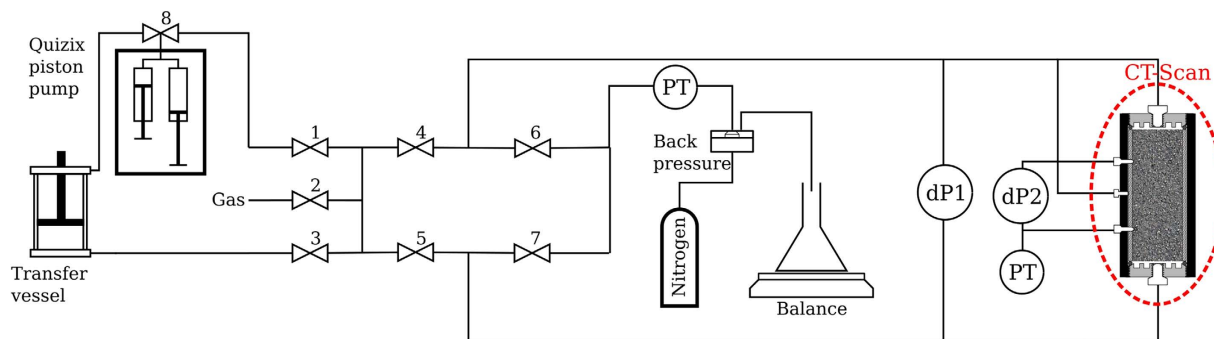 8
Quizix
piston
pump
CT-Scan
PT
1
4
6
Back
pressure
2
Gas
dP1
dP2
3
5
7
Nitrogen
PT
Transfer
vessel
Balance